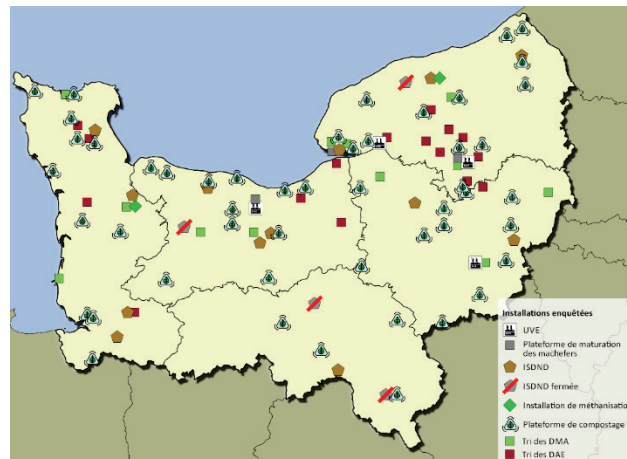 Installations enquêtées
UVE
Plateforme de maturation
des machefers
ISDND
ISDND fermée
Installation de méthanisation
Plateforme de compostage
Tri des DMA
Tri des DAE